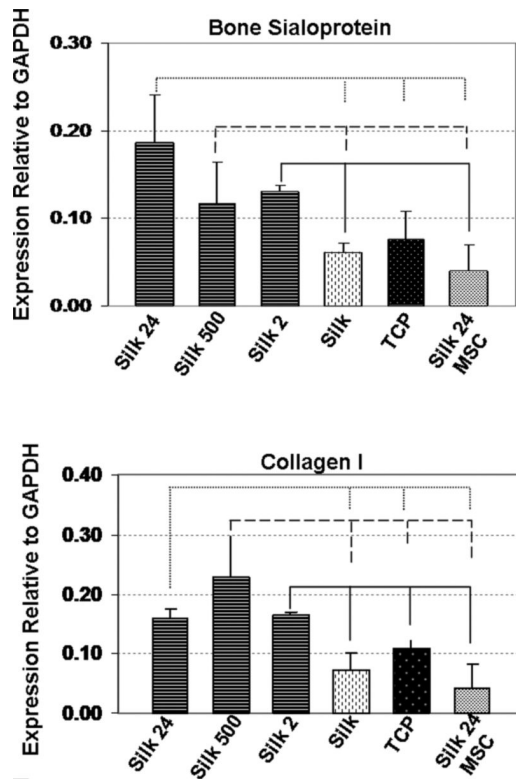 Bone Sialoprotein
Expression Relative to GAPDH
0.30
0.20
0.10
0.00
Silk 24
Silk 500
Silk 2
Silk
TCP
Silk 24
MSC
Collagen I
Expression Relative to GAPDH
0.40
0.30
0.20
0.10
0.00
Silk 24
Silk 500
Silk 2
Silk
TCP
Silk 24
MSC